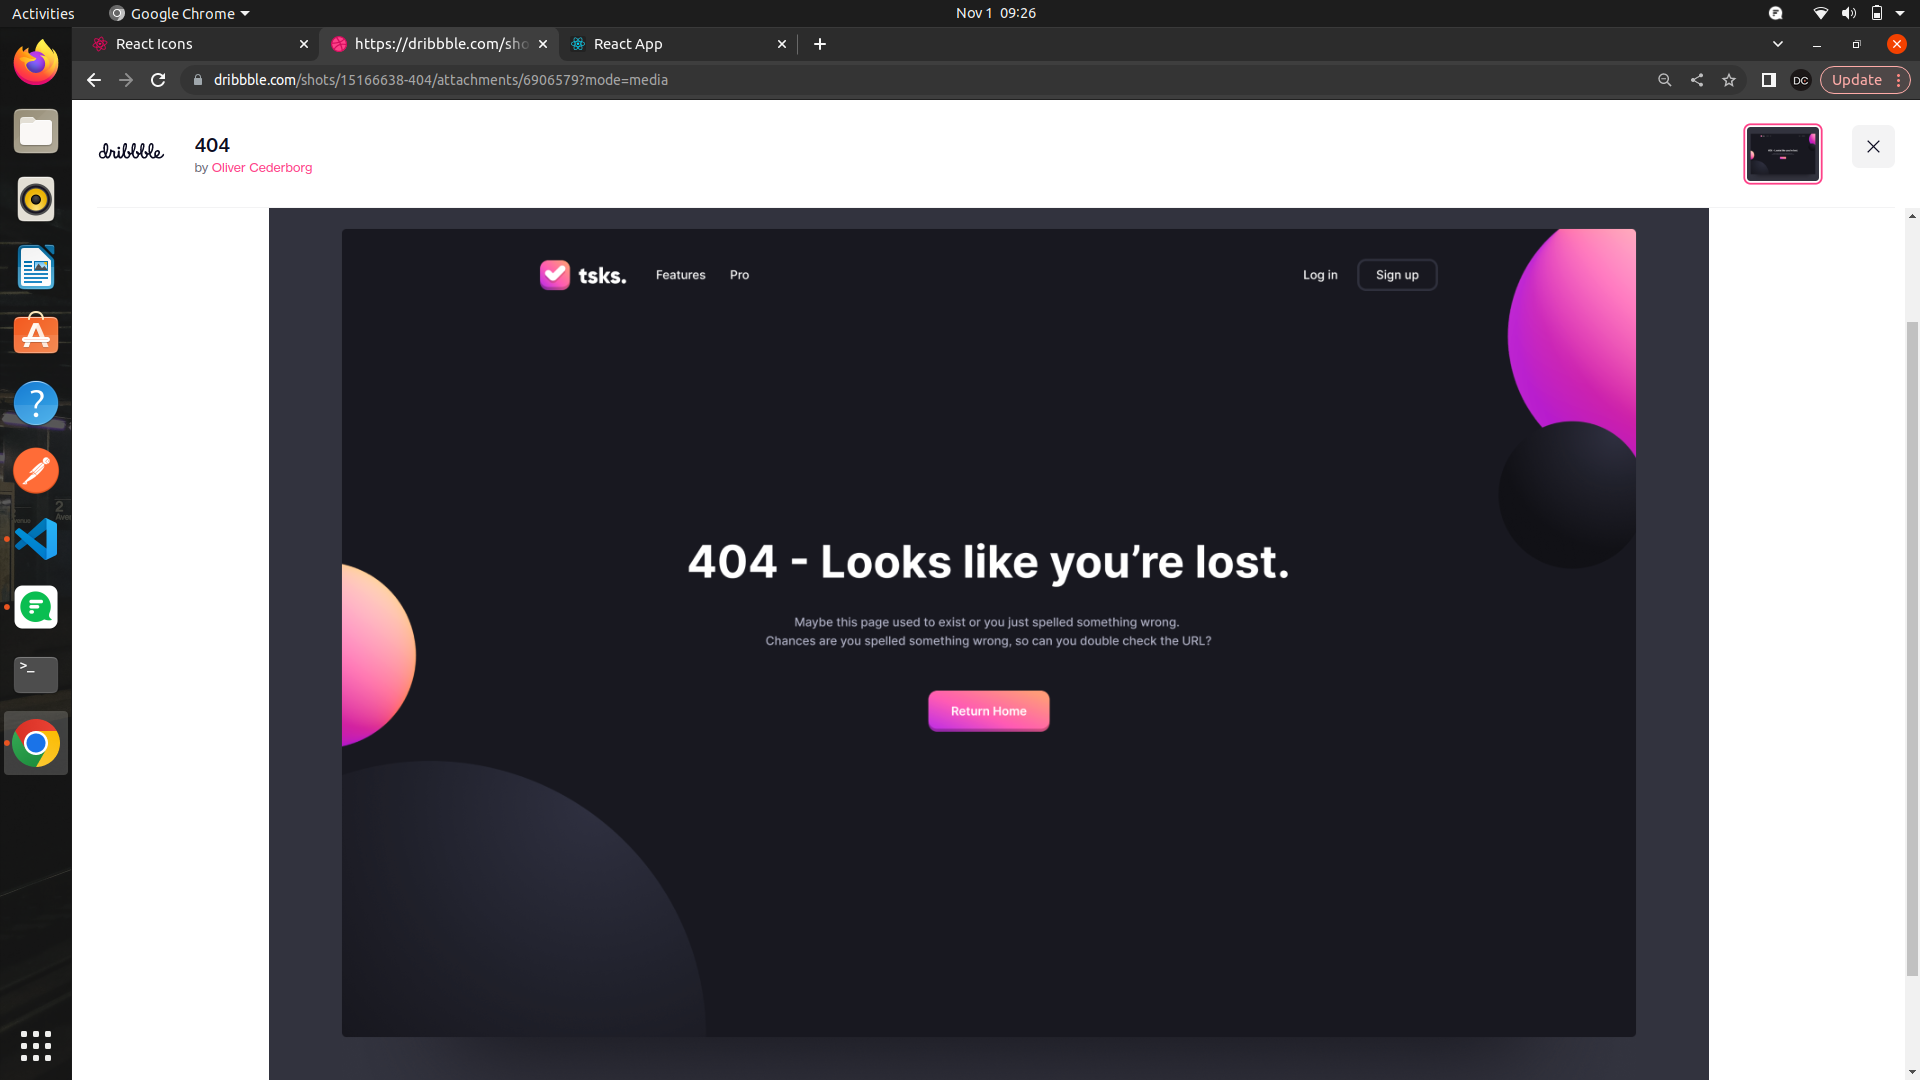 Activities
Google Chrome
Nov 1 09:26
React Icons
https://dribbble.com/sho
React App
dribbble.com/shots/15166638-404/attachments/6906579?mode=media
DC
Update
dribbble
404
by Oliver Cederborg
tsks.
Features
Pro
Log in
Sign up
404 - Looks like you’re lost.
Maybe this page used to exist or you just spelled something wrong.
Chances are you spelled something wrong, so can you double check the URL?
Return Home